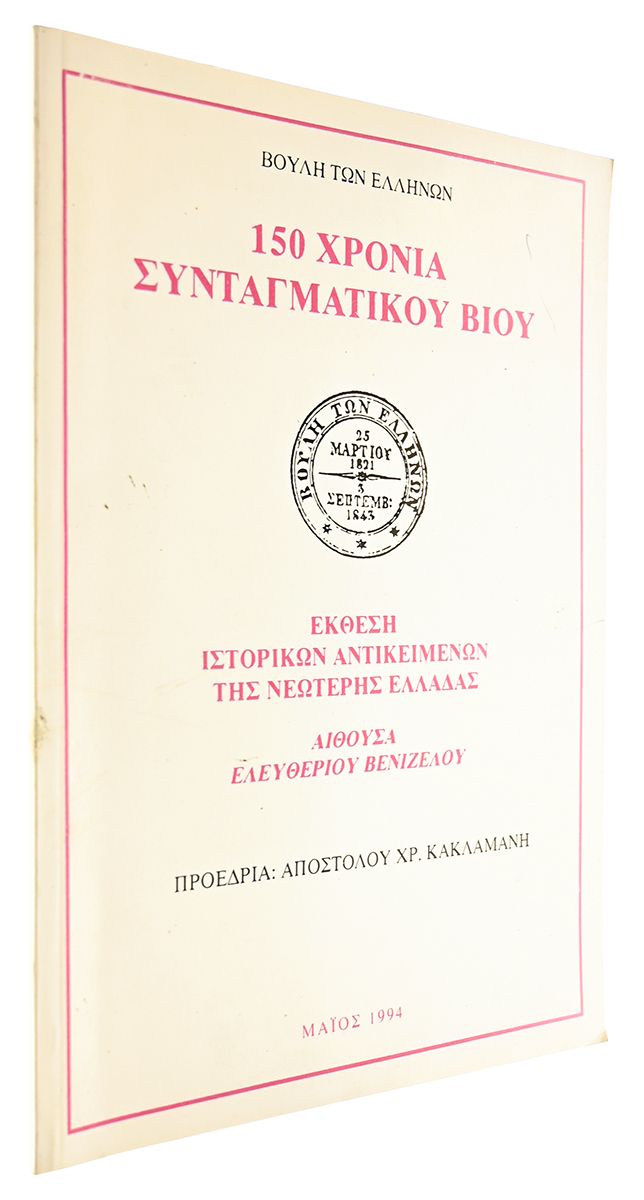 ΒΟΥΛΗ ΤΩΝ ΕΛΛΗΝΩΝ
150 ΧΡΟΝΙΑ
ΣΥΝΤΑΓΜΑΤΙΚΟΥ ΒΙΟΥ
ΒΟΥΛΗ ΤΩΝ ΕΛΛΗΝΩΝ
25
ΜΑΡΤΙΟΥ
1821
3
ΣΕΠΤΕΜΒ:
1843
ΕΚΘΕΣΗ
ΙΣΤΟΡΙΚΩΝ ΑΝΤΙΚΕΙΜΕΝΩΝ
ΤΗΣ ΝΕΩΤΕΡΗΣ ΕΛΛΑΔΑΣ
ΑΙΘΟΥΣΑ
ΕΛΕΥΘΕΡΙΟΥ ΒΕΝΙΖΕΛΟΥ
ΠΡΟΕΔΡΙΑ: ΑΠΟΣΤΟΛΟΥ ΧΡ. ΚΑΚΛΑΜΑΝΗ
ΜΑΪΟΣ 1994